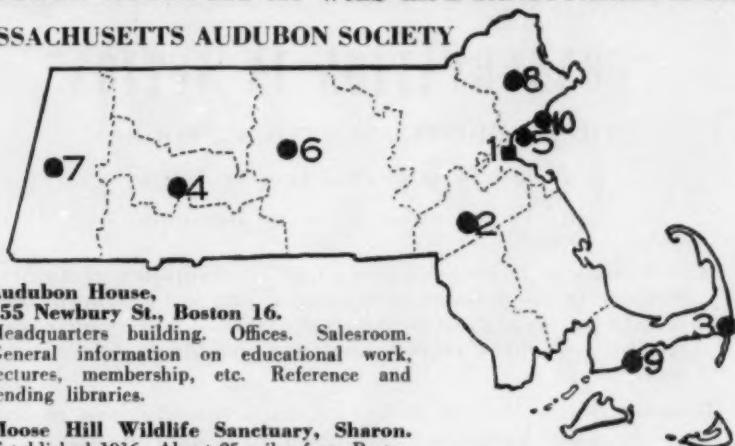 SSACHUSETTS AUDUBON SOCIETY
8
10
5
1
6
7
4
2
3
9
udubon House,
55 Newbury St., Boston 16.
Headquarters building. Offices. Salesroom.
General information on educational work,
ectures, membership, etc. Reference and
ending libraries.
Moose Hill Wildlife Sanctuary, Sharon.